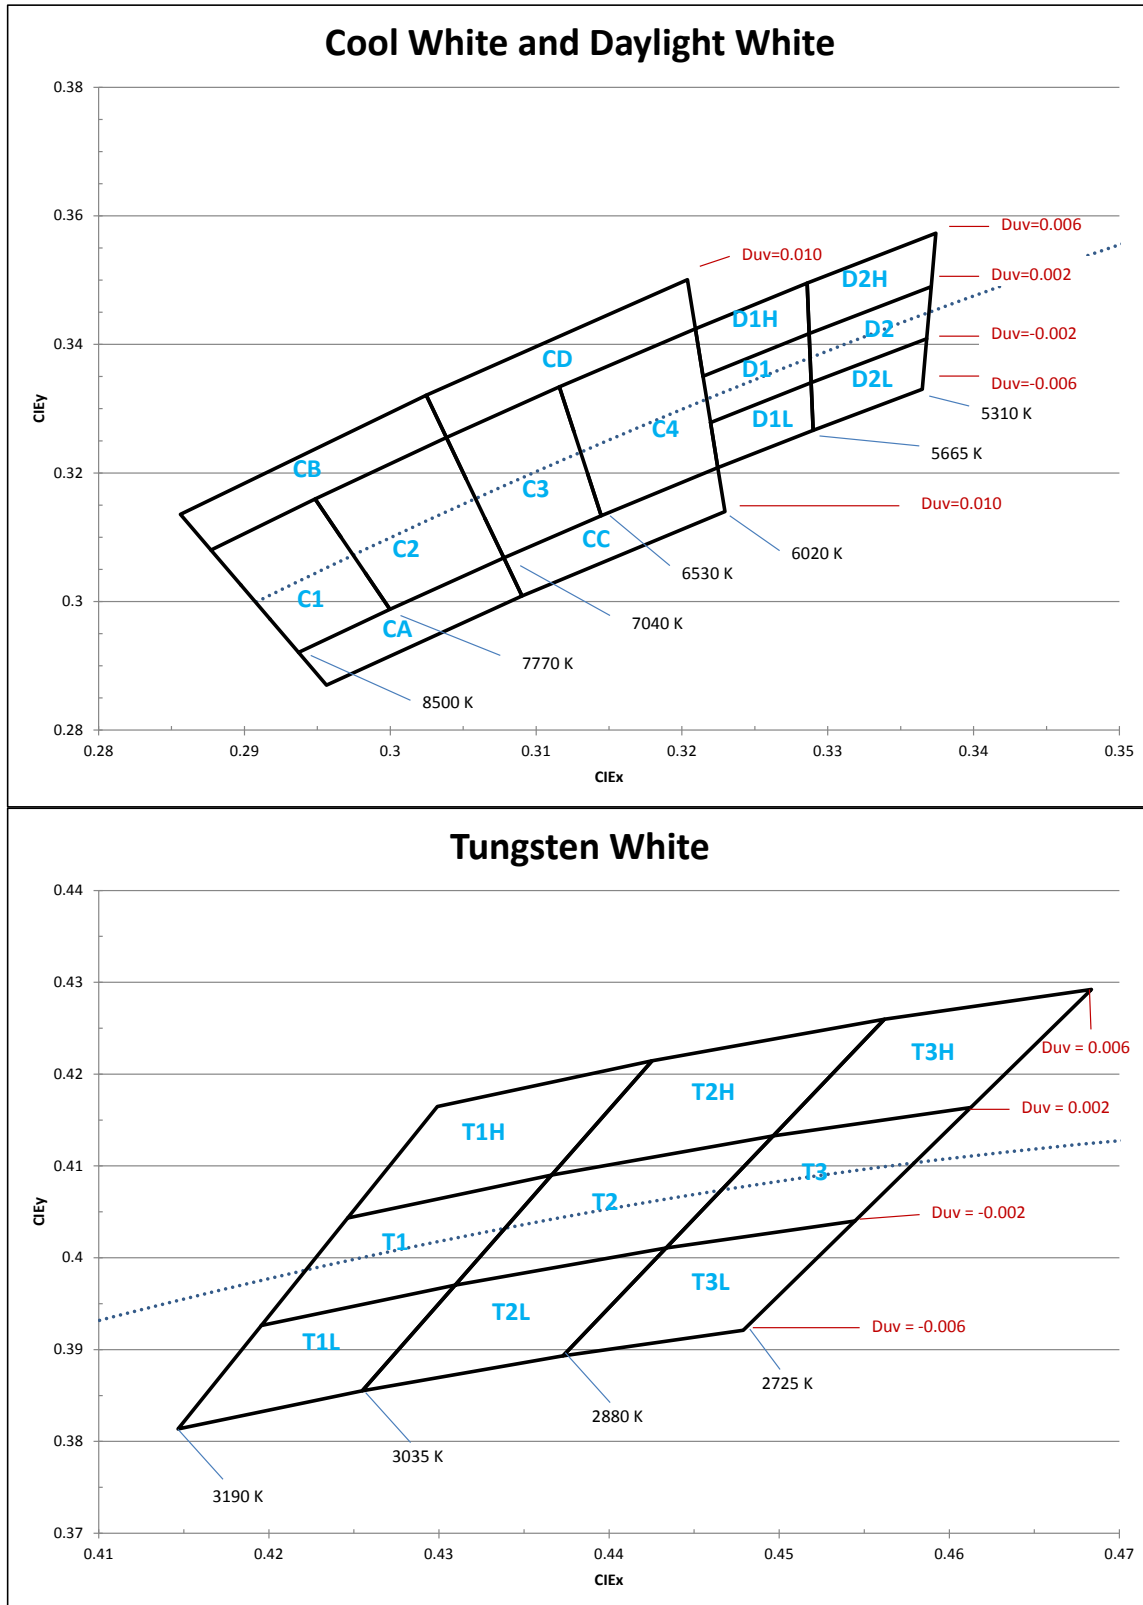 Cool White and Daylight White
0.38
0.36
0.34
0.32
0.3
0.28
CIEy
Duv=0.006
Duv=0.010
Duv=0.002
D2H
D1H
D2
Duv=-0.002
CD
D1
D2L
Duv=-0.006
5310 K
D1L
C4
5665 K
CB
C3
Duv=0.010
CC
6020 K
C2
6530 K
C1
7040 K
CA
7770 K
8500 K
0.28 0.29 0.3 0.31 0.32 0.33 0.34 0.35
CIEx
Tungsten White
0.44
0.43
0.42
0.41
0.4
0.39
0.38
0.37
CIEy
T3H
Duv = 0.006
T2H
Duv = 0.002
T1H
T3
T2
Duv = -0.002
T1
T3L
T2L
Duv = -0.006
T1L
2725 K
2880 K
3035 K
3190 K
0.41 0.42 0.43 0.44 0.45 0.46 0.47
CIEx